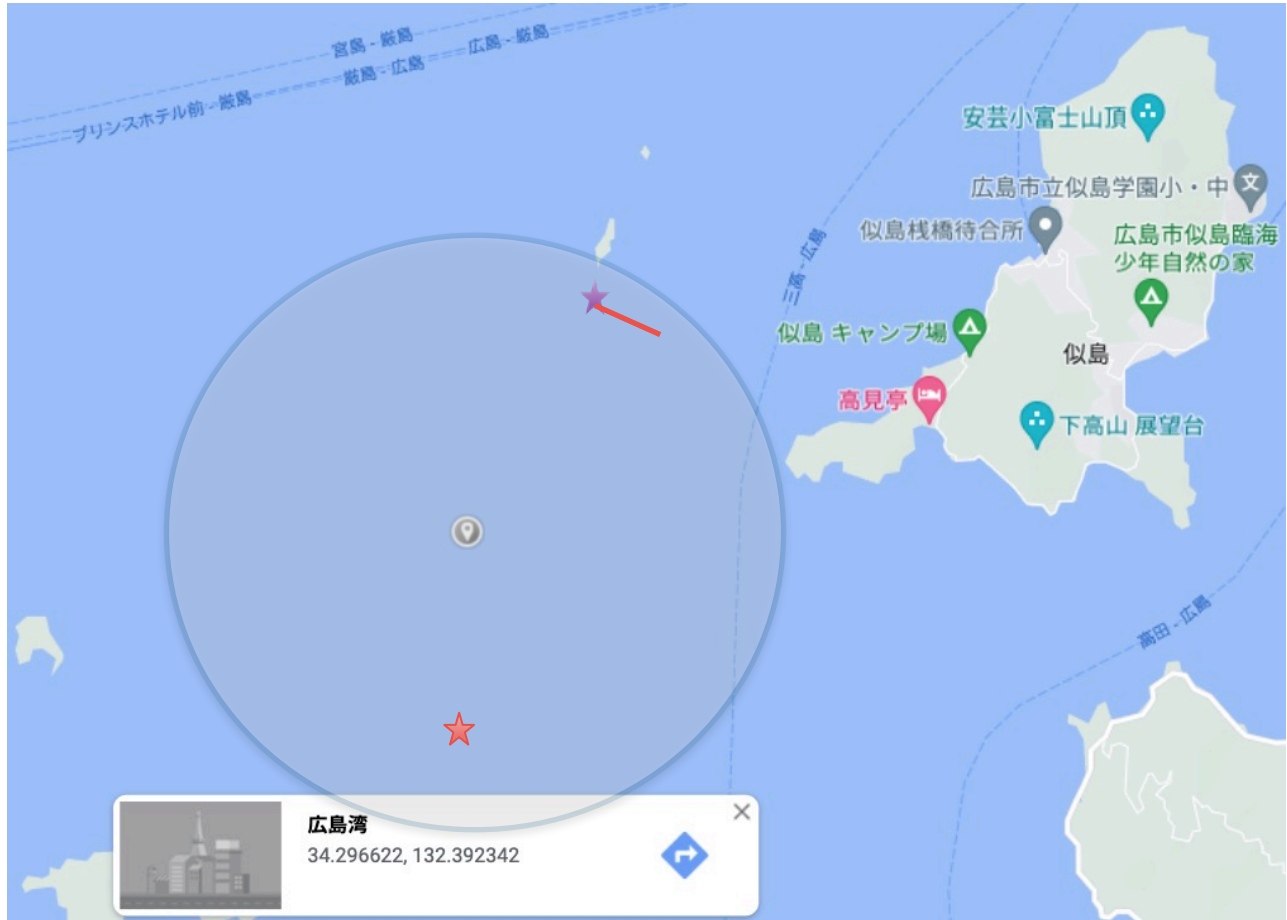 宮島 - 厳島
広島 - 厳島
厳島 - 広島
プリンスホテル前 - 厳島
安芸小富士山頂
広島市立似島学園小・中
文
似島桟橋待合所
広島市似島臨海
少年自然の家
三高 - 広島
似島 キャンプ場
似島
高見亭
下高山 展望台
高田 - 広島
広島湾
34.296622, 132.392342